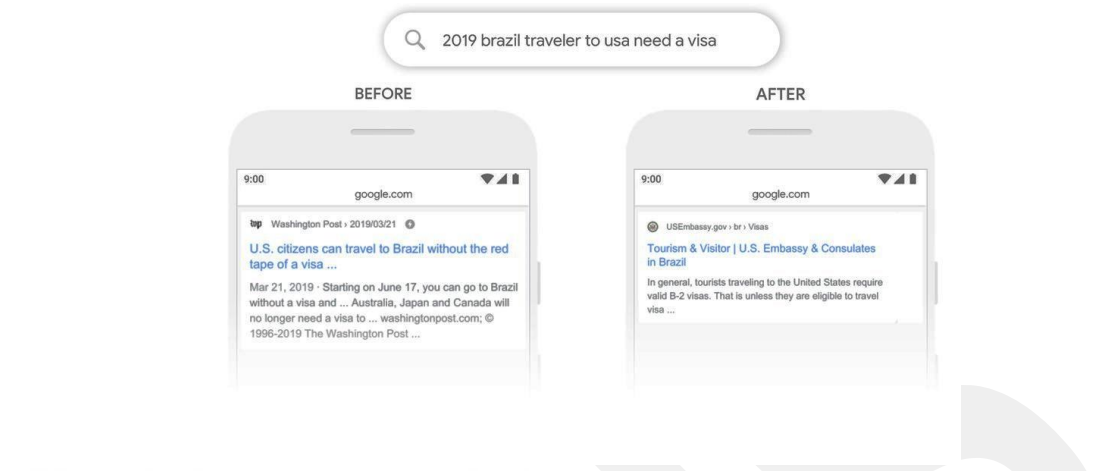 2019 brazil traveler to usa need a visa
BEFORE
9:00
google.com
Washington Post › 2019/03/21
U.S. citizens can travel to Brazil without the red
tape of a visa ...
Mar 21, 2019 · Starting on June 17, you can go to Brazil
without a visa and ... Australia, Japan and Canada will
no longer need a visa to ... washingtonpost.com; ©
1996-2019 The Washington Post ...
AFTER
9:00
google.com
USEmbassy.gov › br › Visas
Tourism & Visitor | U.S. Embassy & Consulates
in Brazil
In general, tourists traveling to the United States require
valid B-2 visas. That is unless they are eligible to travel
visa ...